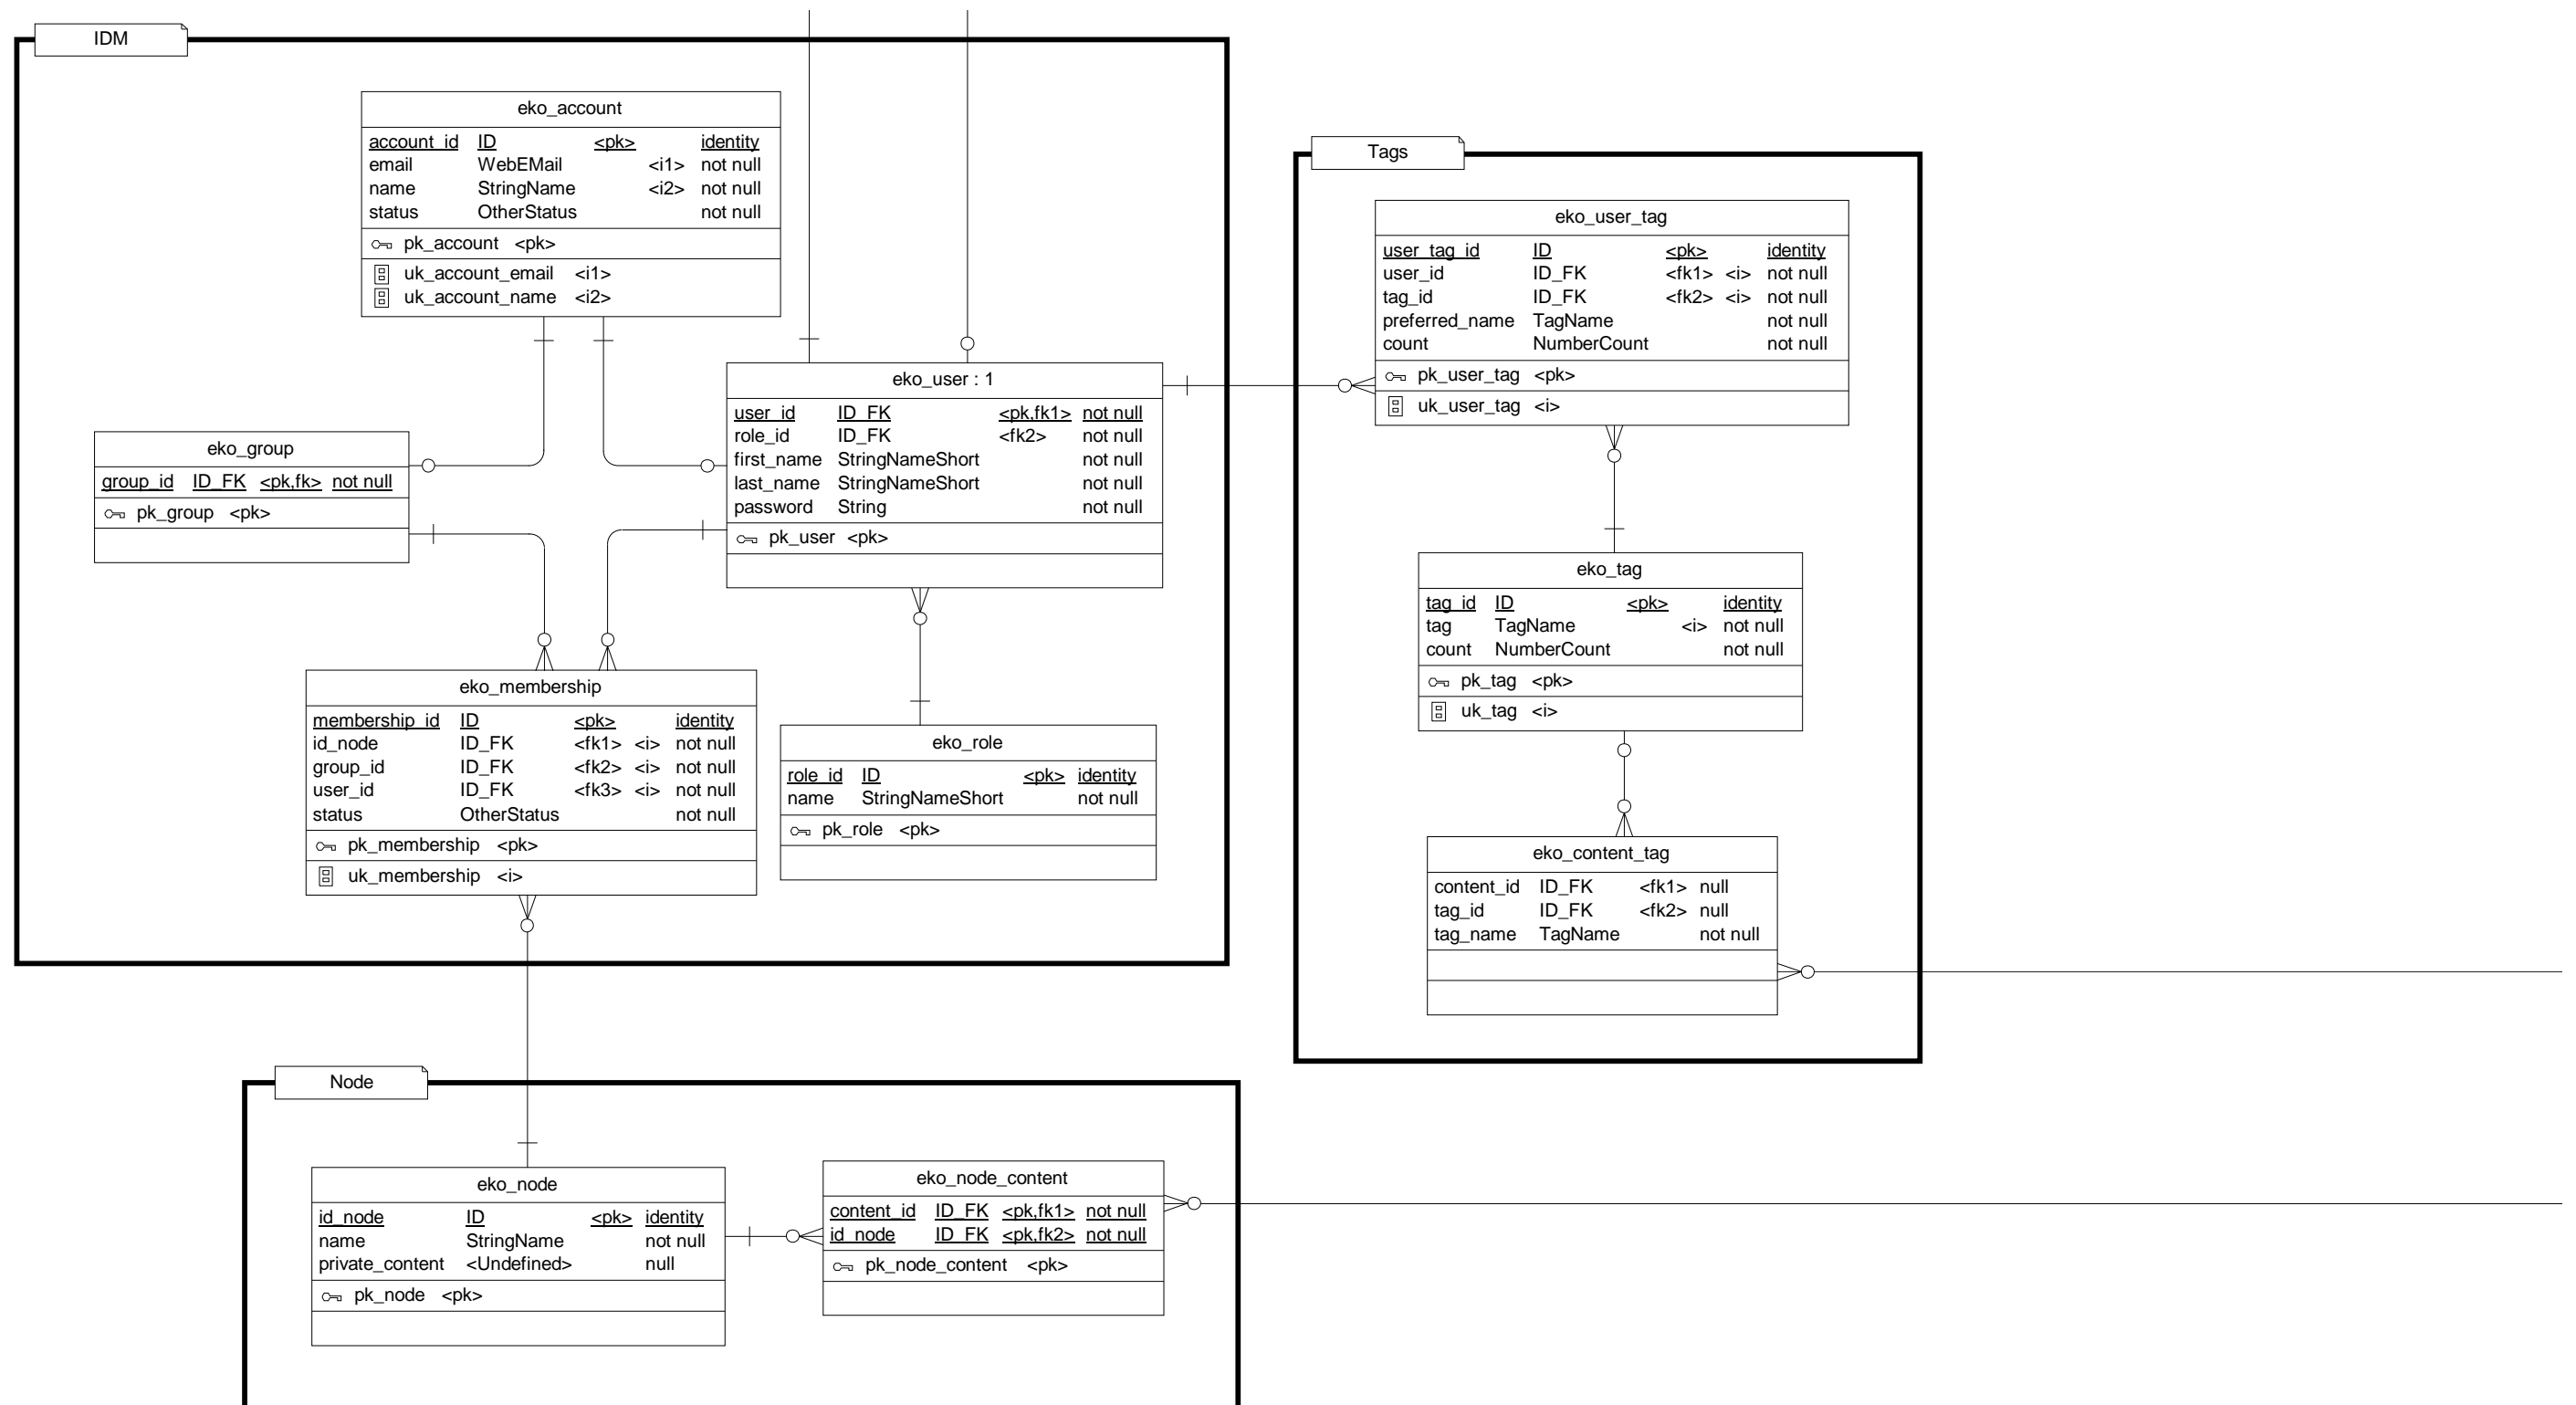 IDM
eko_account
account_id ID <pk> identity
email WebEMail <i1> not null
name StringName <i2> not null
status OtherStatus not null
pk_account <pk>
uk_account_email <i1>
uk_account_name <i2>
eko_group
group_id ID_FK <pk,fk> not null
pk_group <pk>
eko_user : 1
user_id ID_FK <pk,fk1> not null
role_id ID_FK <fk2> not null
first_name StringNameShort not null
last_name StringNameShort not null
password String not null
pk_user <pk>
eko_membership
membership_id ID <pk> identity
id_node ID_FK <fk1> <i> not null
group_id ID_FK <fk2> <i> not null
user_id ID_FK <fk3> <i> not null
status OtherStatus not null
pk_membership <pk>
uk_membership <i>
eko_role
role_id ID <pk> identity
name StringNameShort not null
pk_role <pk>
Tags
eko_user_tag
user_tag_id ID <pk> identity
user_id ID_FK <fk1> <i> not null
tag_id ID_FK <fk2> <i> not null
preferred_name TagName not null
count NumberCount not null
pk_user_tag <pk>
uk_user_tag <i>
eko_tag
tag_id ID <pk> identity
tag TagName <i> not null
count NumberCount not null
pk_tag <pk>
uk_tag <i>
eko_content_tag
content_id ID_FK <fk1> null
tag_id ID_FK <fk2> null
tag_name TagName not null
Node
eko_node
id_node ID <pk> identity
name StringName not null
private_content <Undefined> null
pk_node <pk>
eko_node_content
content_id ID_FK <pk,fk1> not null
id_node ID_FK <pk,fk2> not null
pk_node_content <pk>